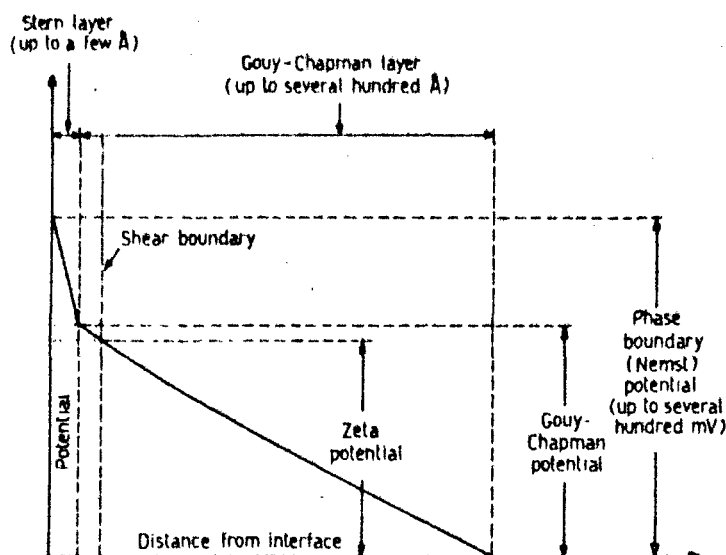 Stern layer
(up to a few Å)
Gouy-Chapman layer
(up to several hundred Å)
Shear boundary
Phase
boundary
(Nernst)
potential
(up to several
hundred mV)
Zeta
potential
Gouy-
Chapman
potential
Potential
Distance from interface